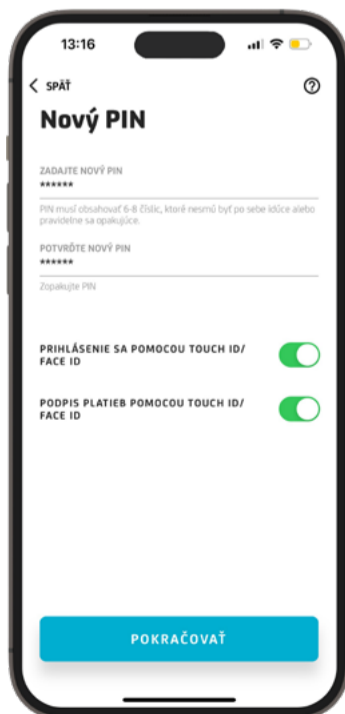 13:16
SPÄŤ
Nový PIN
ZADAJTE NOVÝ PIN
******
PIN musí obsahovať 6-8 číslic, ktoré nesmú byť po sebe idúce alebo
pravidelne sa opakujúce.
POTVRĎTE NOVÝ PIN
******
Zopakujte PIN
PRIHLÁSENIE SA POMOCOU TOUCH ID/
FACE ID
PODPIS PLATIEB POMOCOU TOUCH ID/
FACE ID
POKRAČOVAŤ